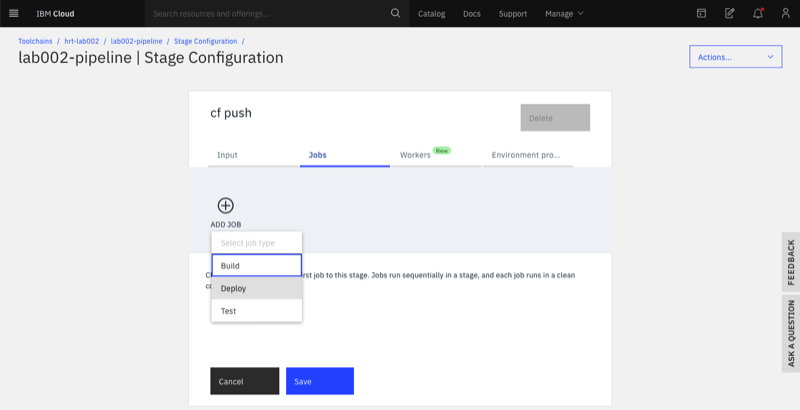 IBM Cloud
Search resources and offerings...
Catalog
Docs
Support
Manage
Toolchains / hrt-lab002 / lab002-pipeline / Stage Configuration /
lab002-pipeline | Stage Configuration
Actions...
cf push
Delete
Input
Jobs
Workers New
Environment pro...
ADD JOB
Select job type
Build
Deploy
Test
rst job to this stage. Jobs run sequentially in a stage, and each job runs in a clean
Cancel
Save
FEEDBACK
ASK A QUESTION